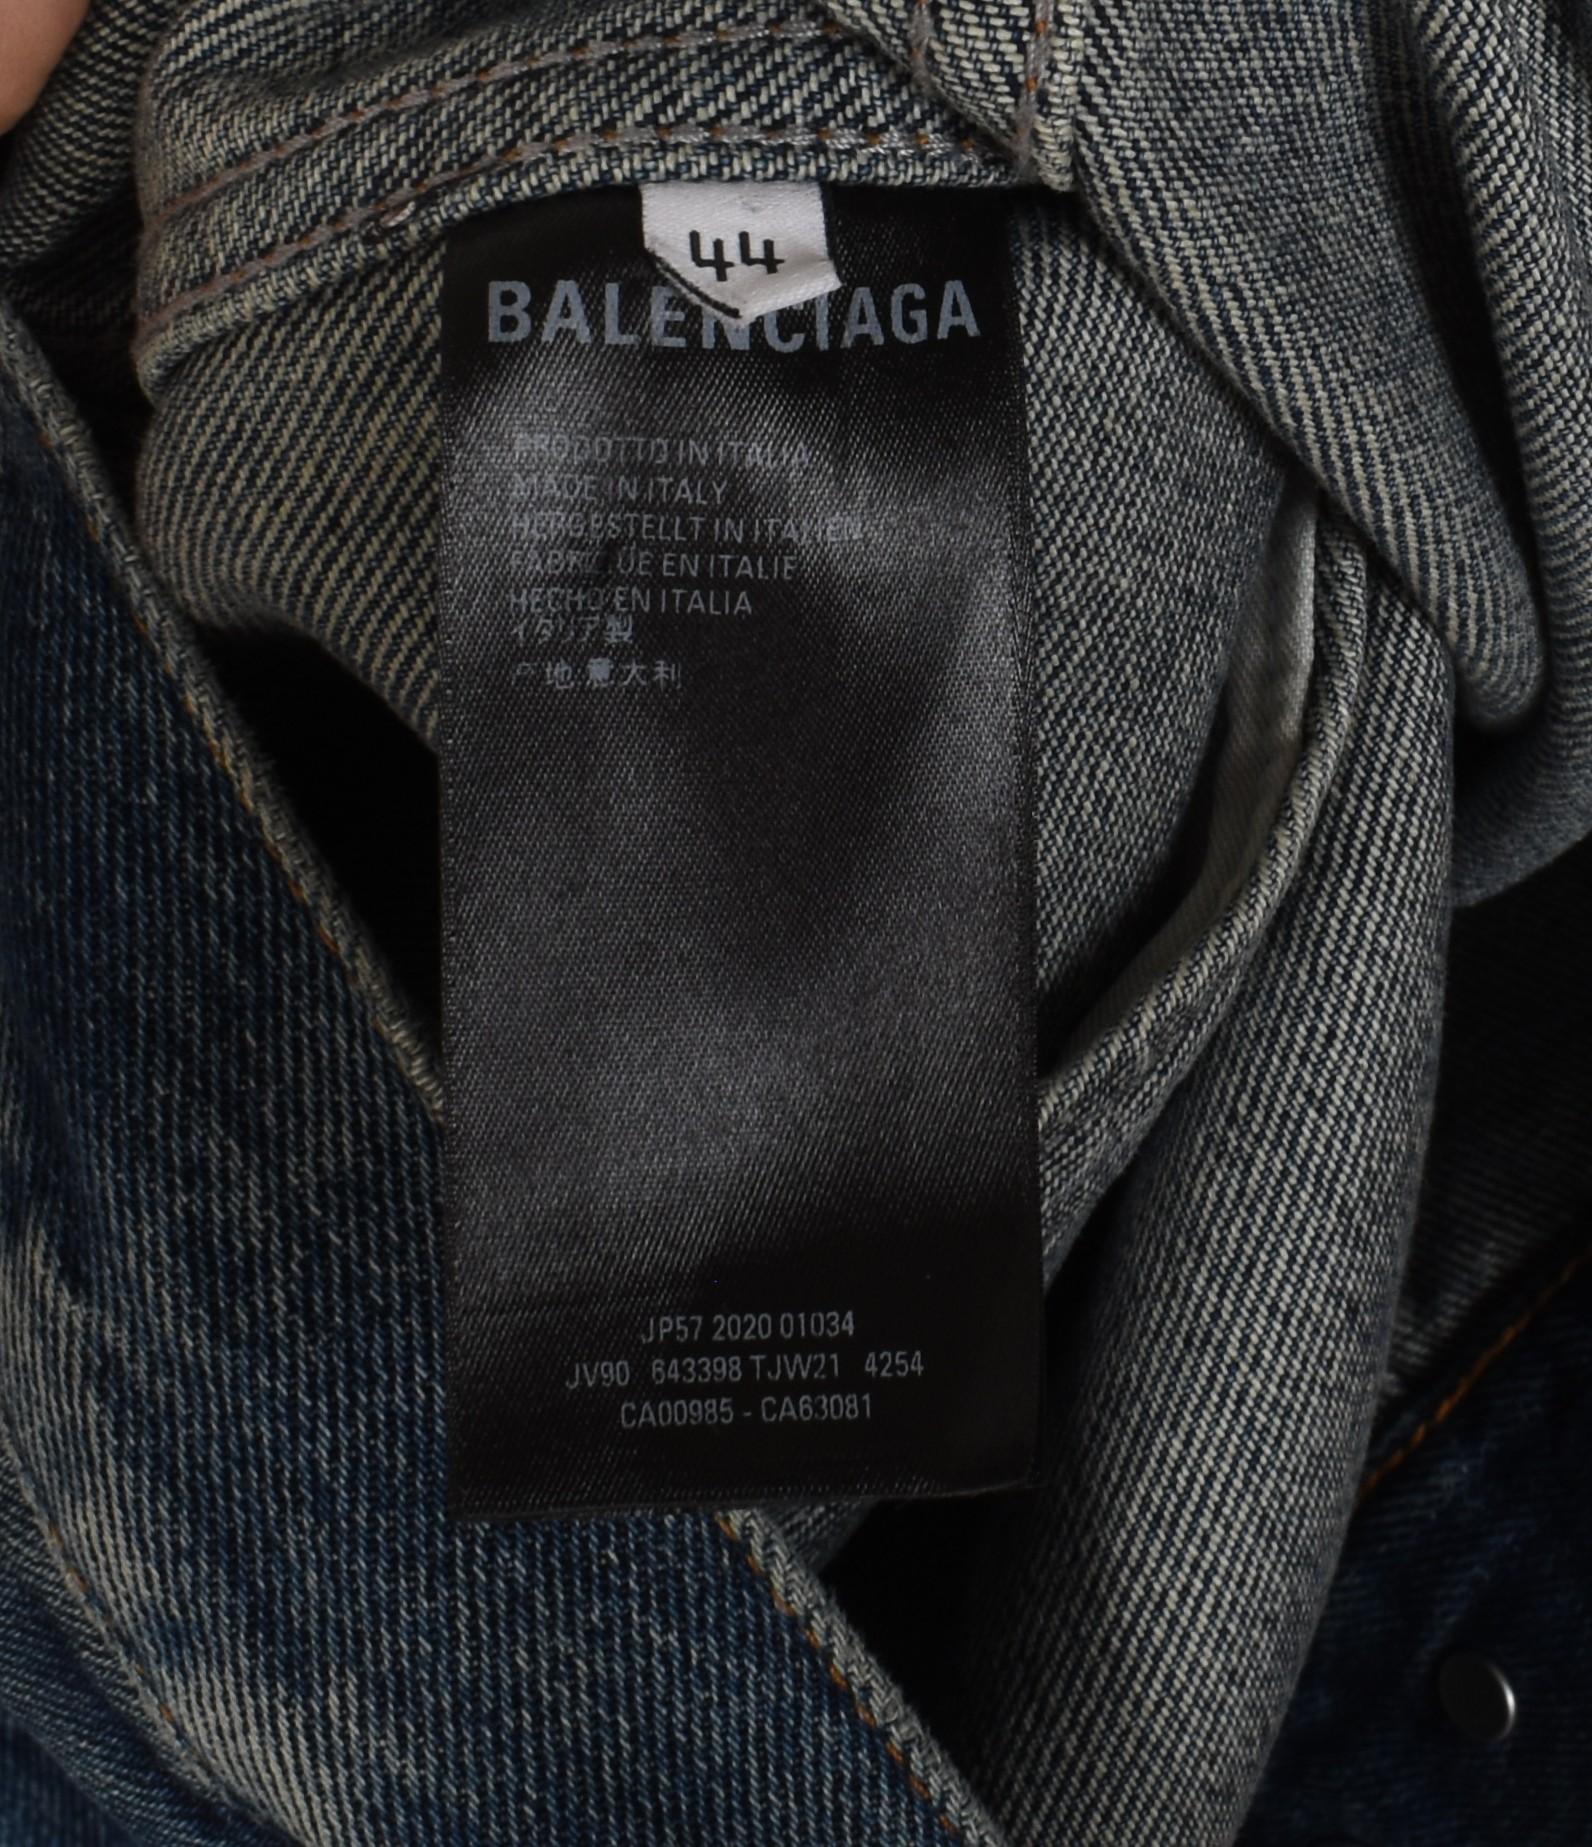 44
BALENCIAGA
PRODOTTO IN ITALIA
MADE IN ITALY
HERGESTELLT IN ITALIEN
FABRIQUE EN ITALIE
HECHO EN ITALIA
イタリア製
产地意大利
JP57 2020 01034
JV90 643398 TJW21 4254
CA00985 - CA63081